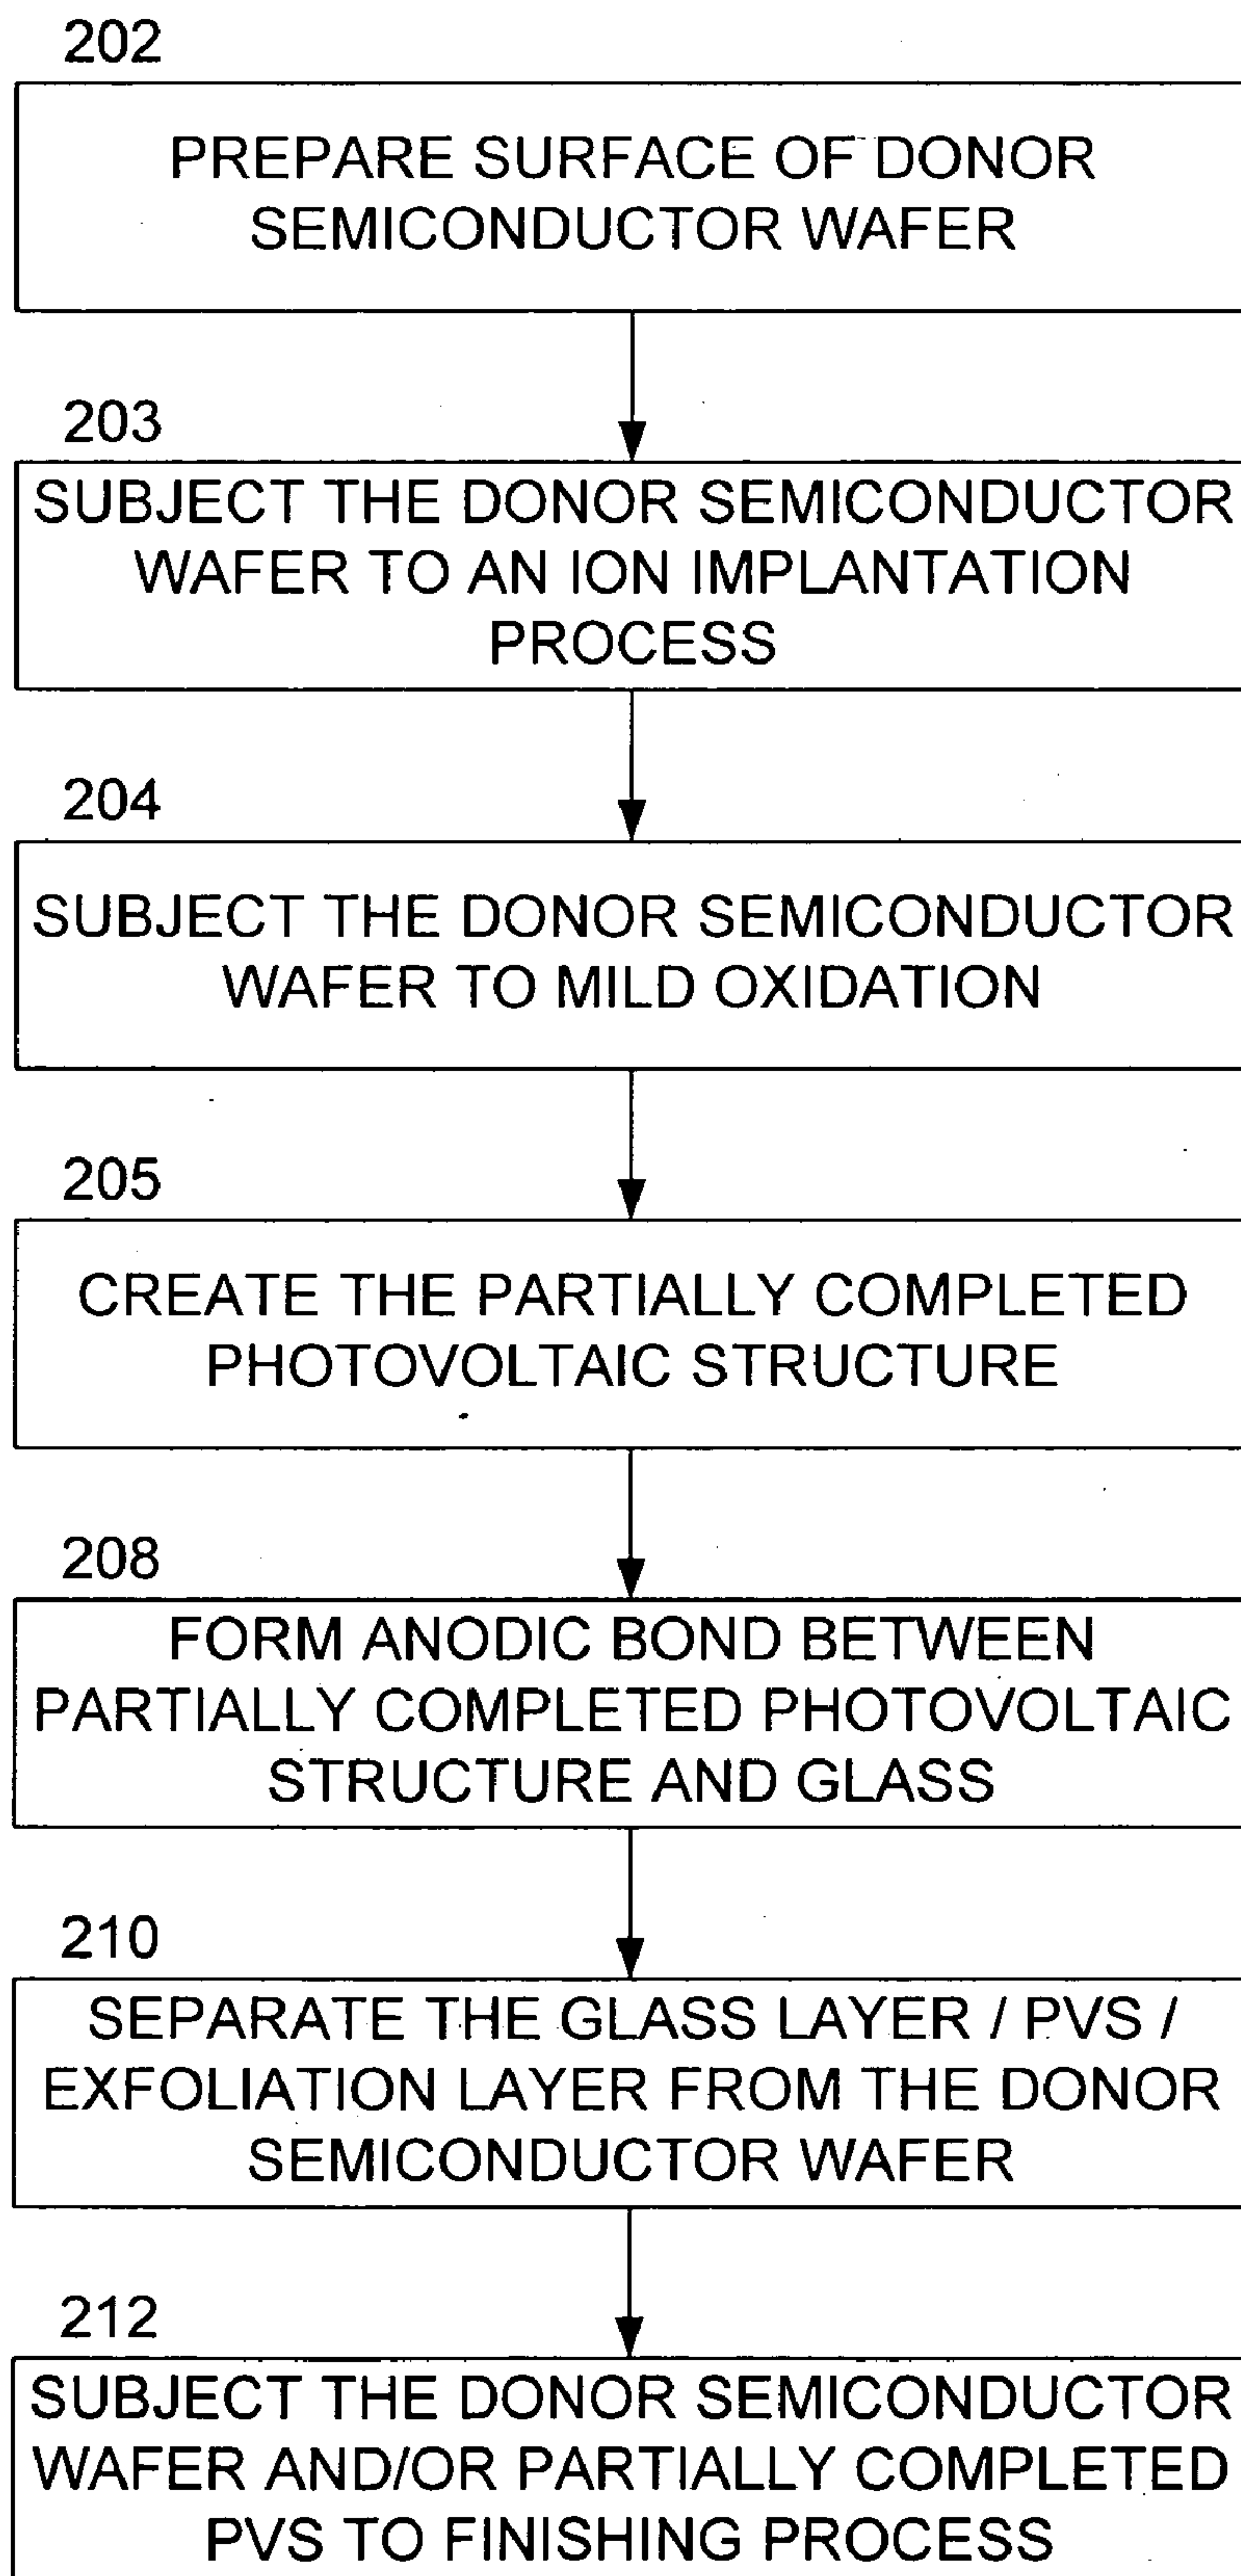 202
PREPARE SURFACE OF DONOR
SEMICONDUCTOR WAFER
203
SUBJECT THE DONOR SEMICONDUCTOR
WAFER TO AN ION IMPLANTATION
PROCESS
204
SUBJECT THE DONOR SEMICONDUCTOR
WAFER TO MILD OXIDATION
205
CREATE THE PARTIALLY COMPLETED
PHOTOVOLTAIC STRUCTURE
208
FORM ANODIC BOND BETWEEN
PARTIALLY COMPLETED PHOTOVOLTAIC
STRUCTURE AND GLASS
210
SEPARATE THE GLASS LAYER / PVS /
EXFOLIATION LAYER FROM THE DONOR
SEMICONDUCTOR WAFER
212
SUBJECT THE DONOR SEMICONDUCTOR
WAFER AND/OR PARTIALLY COMPLETED
PVS TO FINISHING PROCESS